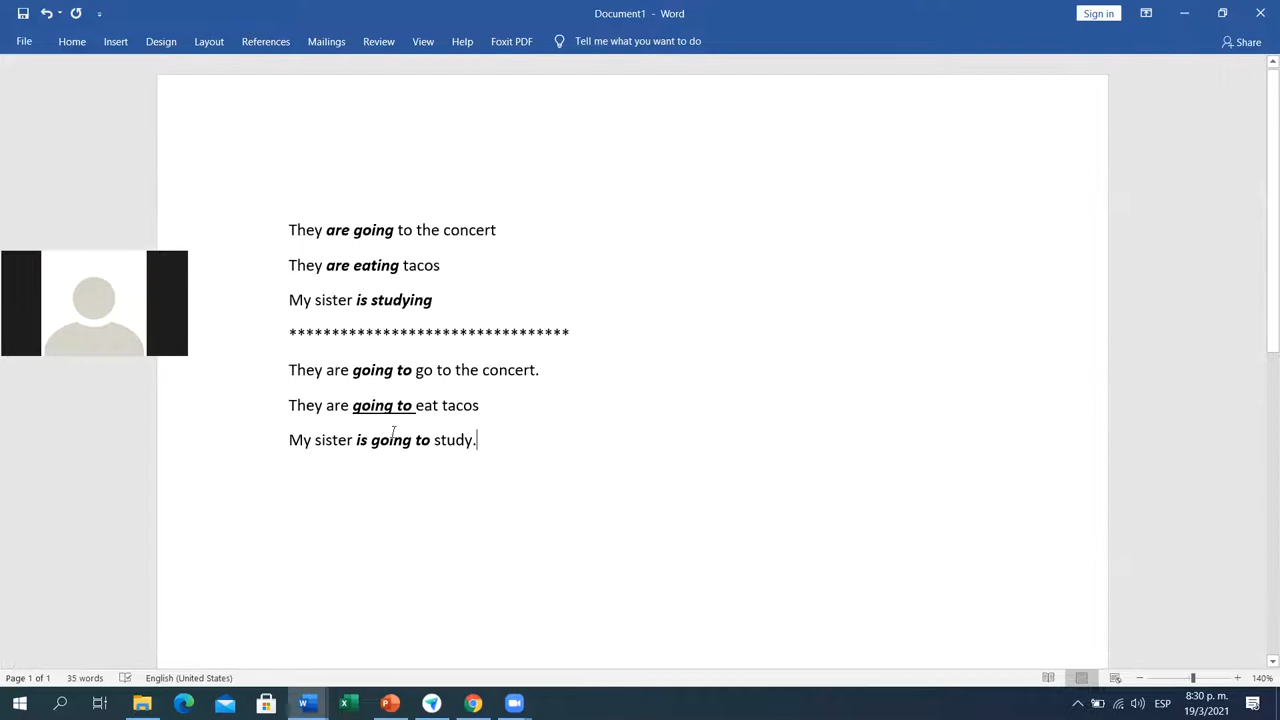 Document1 - Word
Sign in
File Home Insert Design Layout References Mailings Review View Help Foxit PDF Tell me what you want to do Share
They are going to the concert
They are eating tacos
My sister is studying
*********************************
They are going to go to the concert.
They are going to eat tacos
My sister is going to study.
Page 1 of 1 35 words English (United States) 140%
ESP 8:30 p. m.
19/3/2021